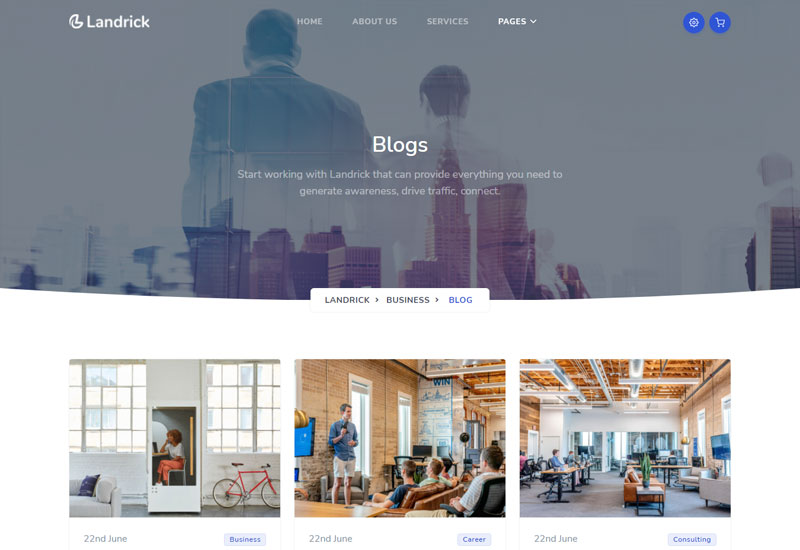 Landrick
HOME ABOUT US SERVICES PAGES
Blogs
Start working with Landrick that can provide everything you need to
generate awareness, drive traffic, connect.
LANDRICK > BUSINESS > BLOG
WIN
22nd June Business
22nd June Career
22nd June Consulting